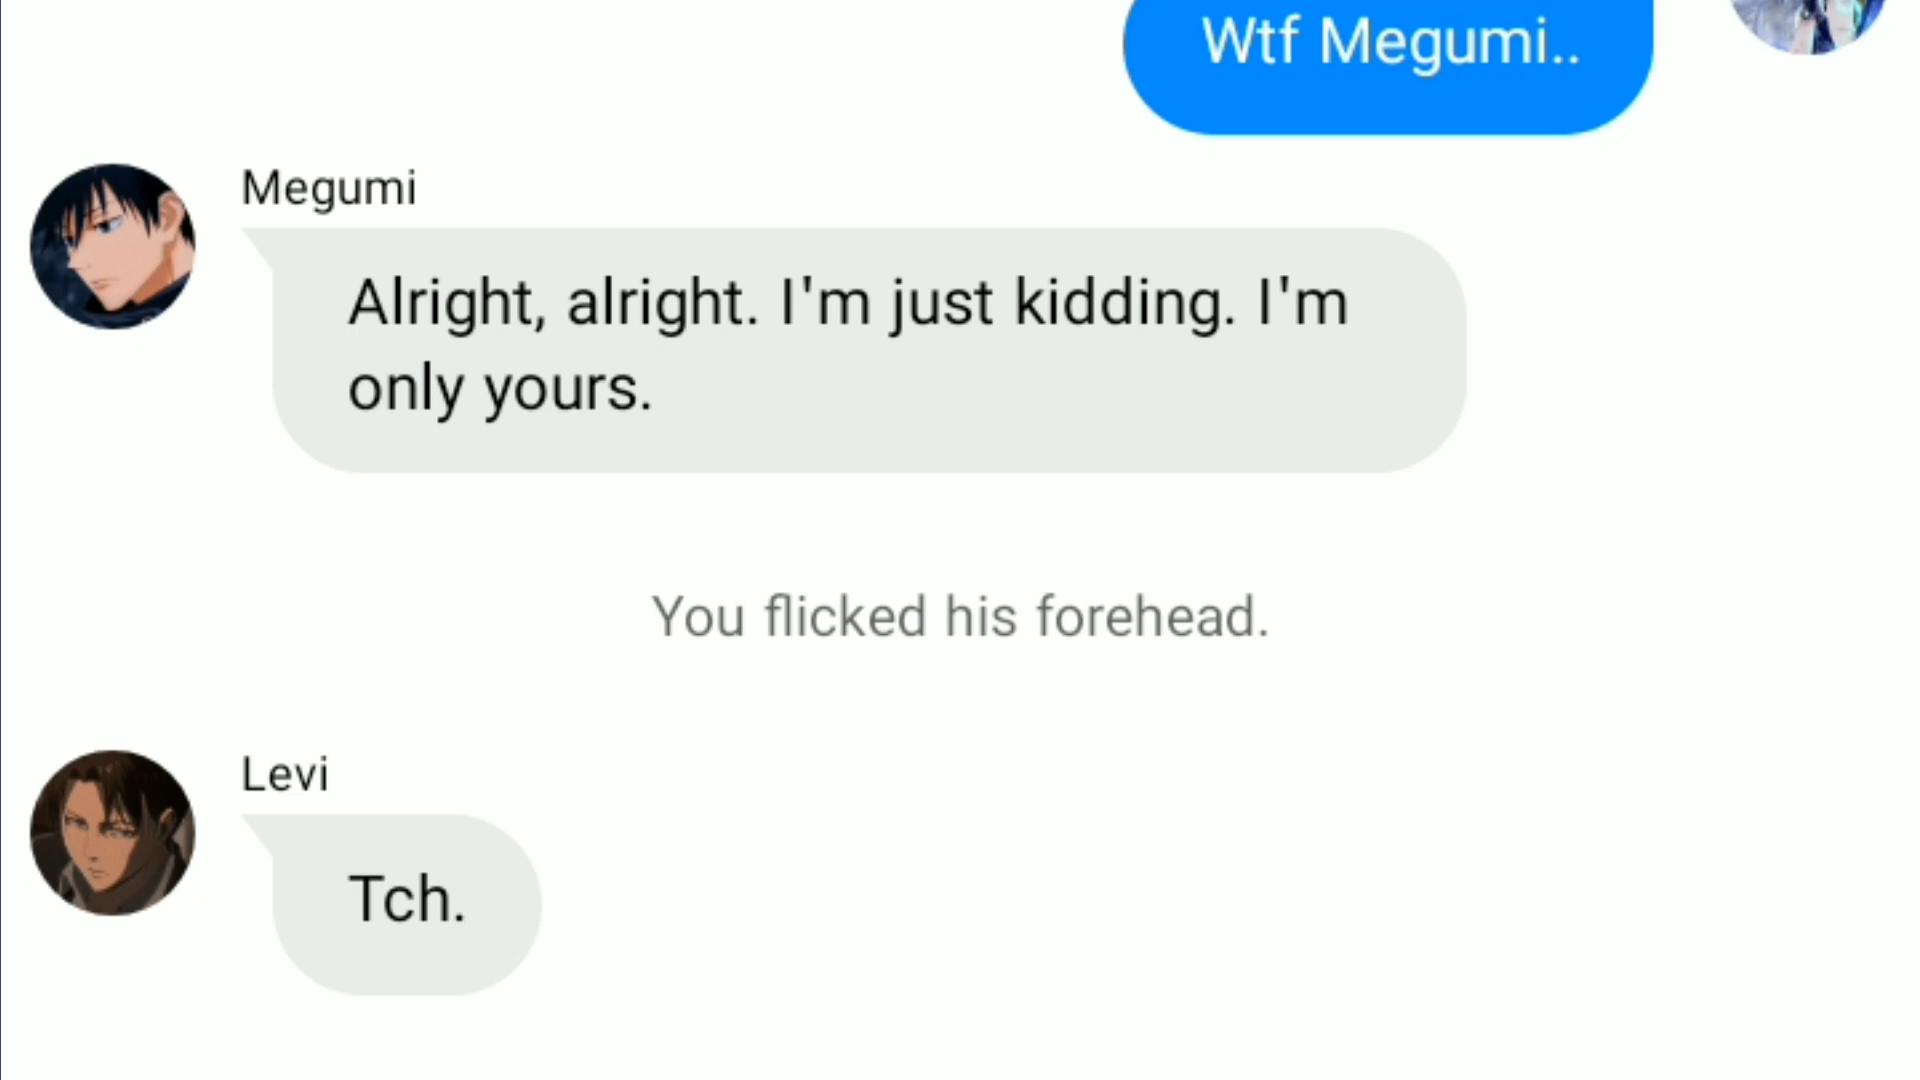 Wtf Megumi..
Megumi
Alright, alright. I'm just kidding. I'm
only yours.
You flicked his forehead.
Levi
Tch.